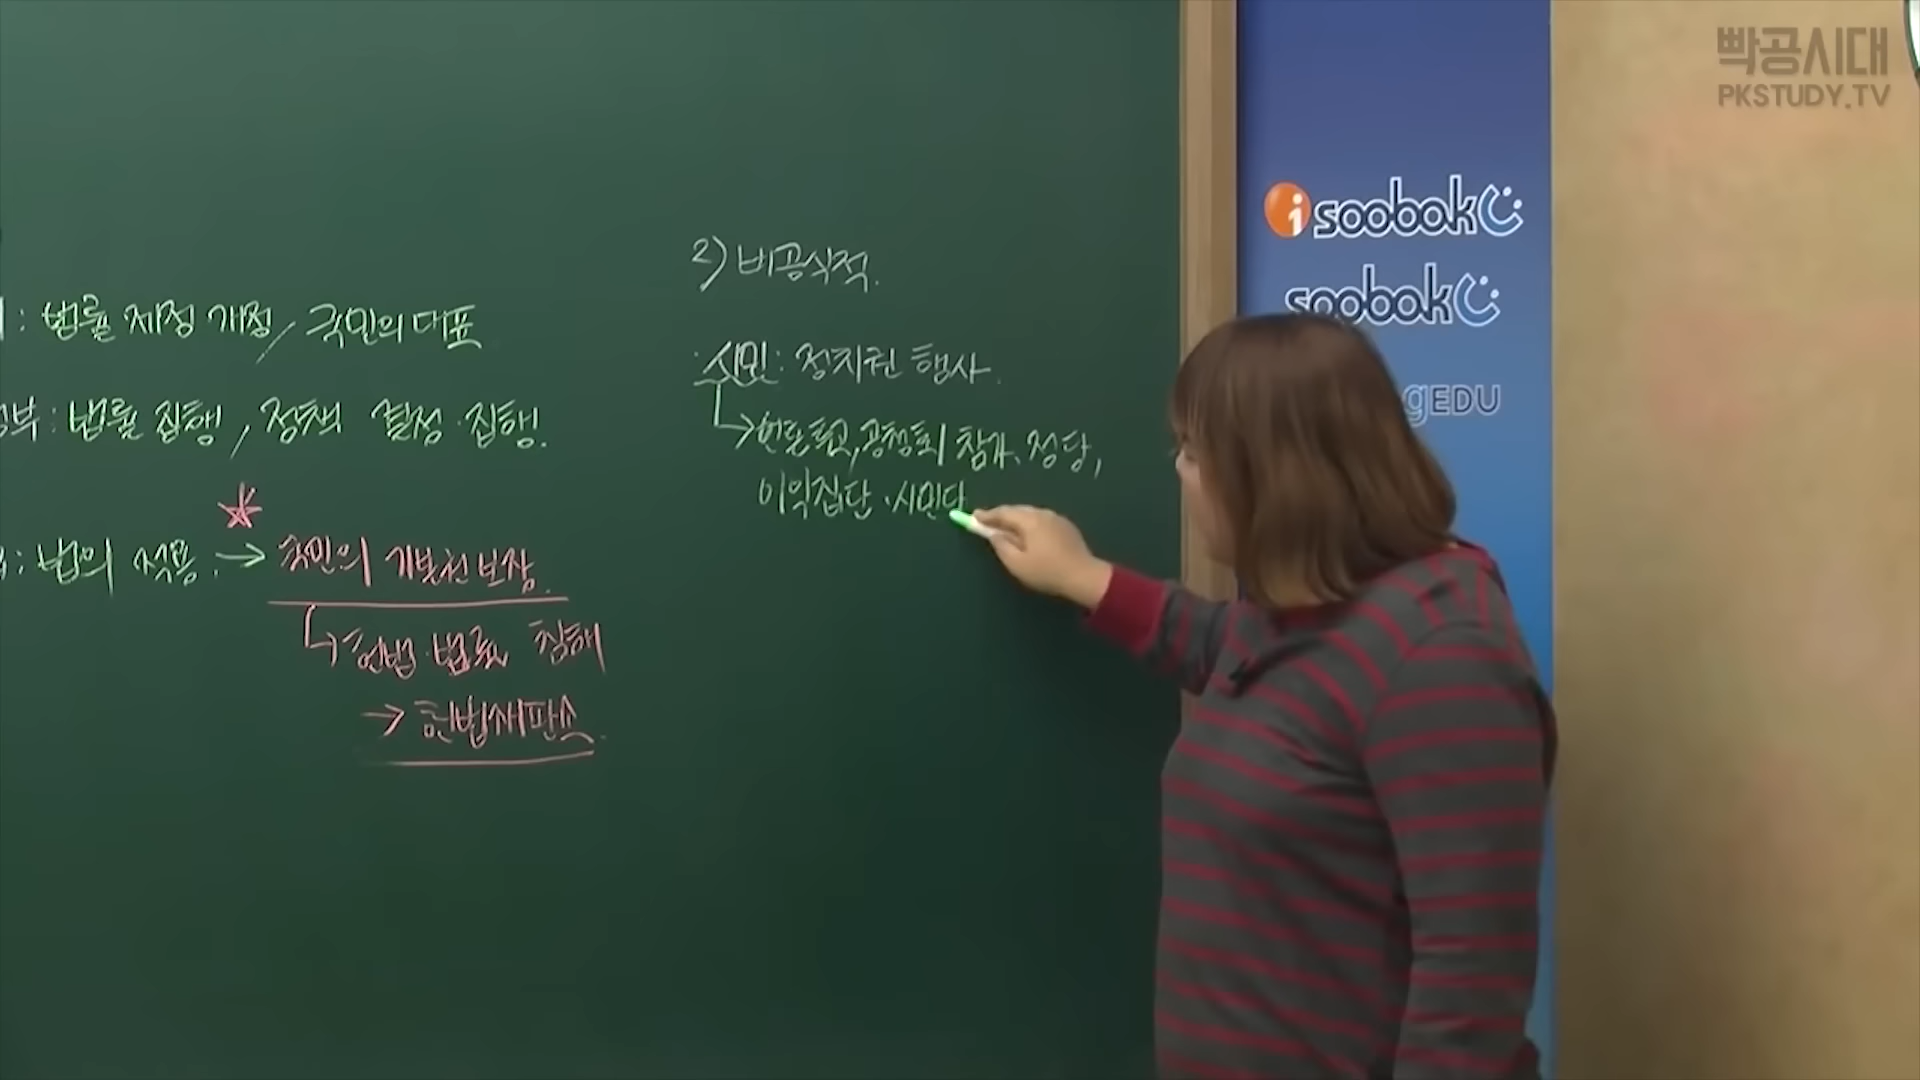 빡공시대
PKSTUDY.TV
i soobak
soobak
gEDU
: 법률 제정 개정, 국민의 대표
부: 법률 집행, 정책 결정·집행.
: 법의 적용. → 국민의 기본권 보장.
↳ 헌법·법률 침해
→ 헌법재판소.
2) 비공식적.
·시민: 정치권 행사.
↳ 언론투고, 공청회 참가, 정당,
이익집단·시민단